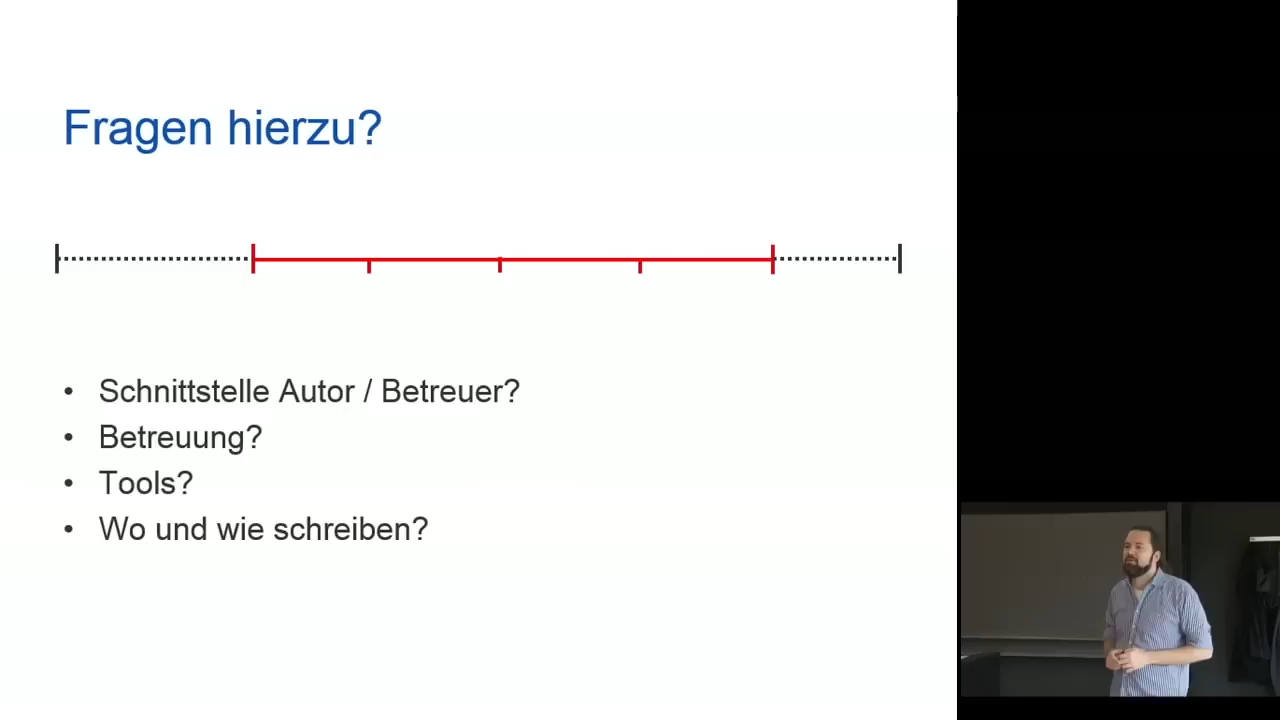 Fragen hierzu?
• Schnittstelle Autor / Betreuer?
• Betreuung?
• Tools?
• Wo und wie schreiben?